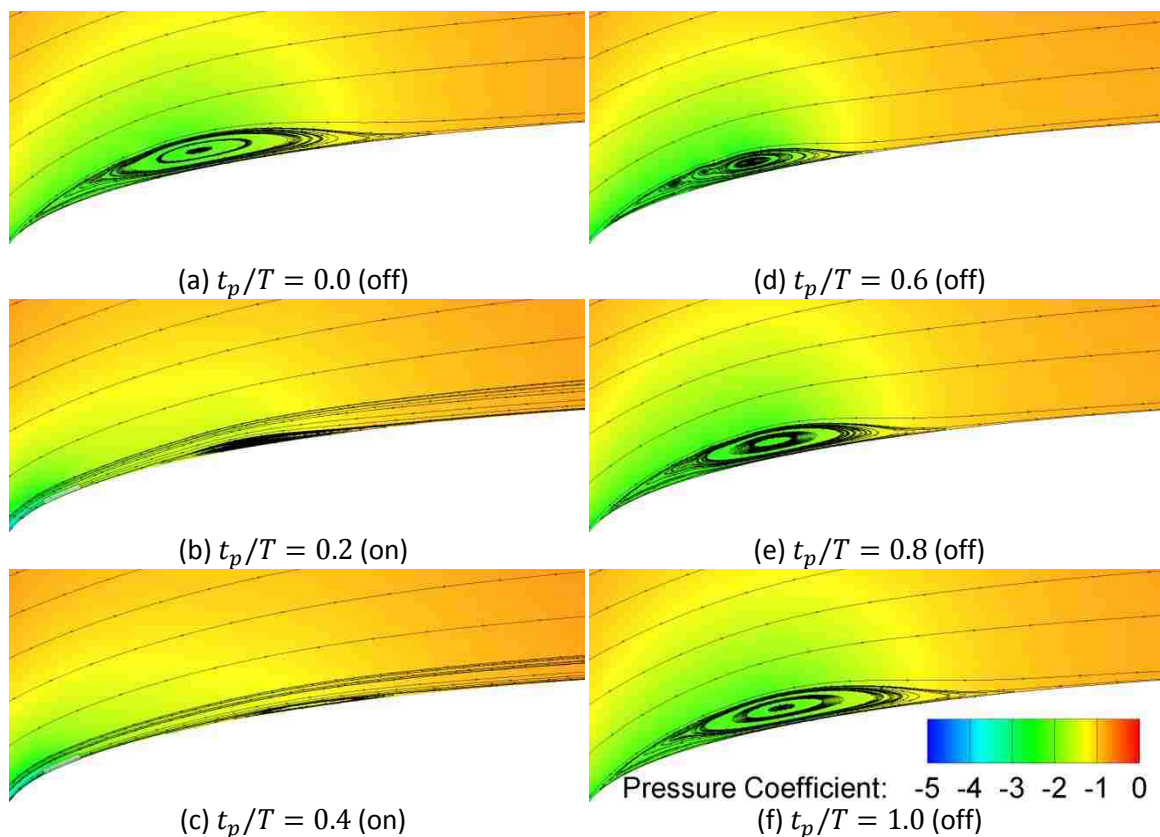 (a) t_p/T = 0.0 (off)
(d) t_p/T = 0.6 (off)
(b) t_p/T = 0.2 (on)
(e) t_p/T = 0.8 (off)
Pressure Coefficient: -5 -4 -3 -2 -1 0
(c) t_p/T = 0.4 (on)
(f) t_p/T = 1.0 (off)